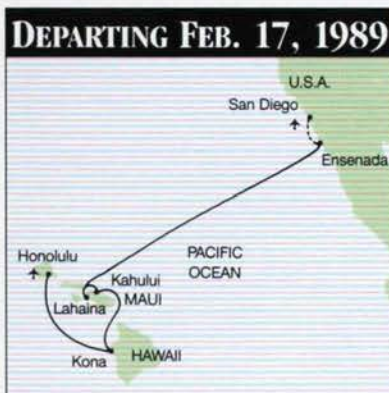 DEPARTING FEB. 17, 1989
U.S.A.
San Diego
Ensenada
PACIFIC
OCEAN
Honolulu
Kahului
MAUI
Lahaina
Kona
HAWAII